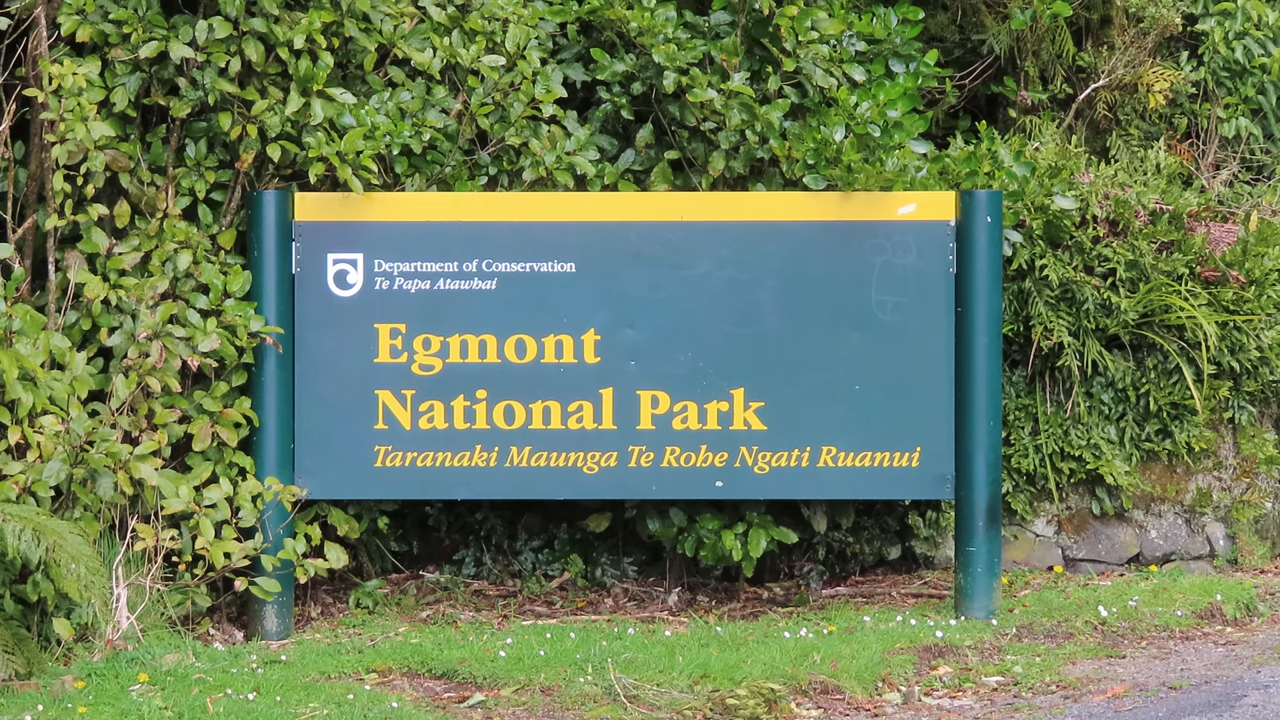 Department of Conservation
Te Papa Atawhai
Egmont
National Park
Taranaki Maunga Te Rohe Ngati Ruanui